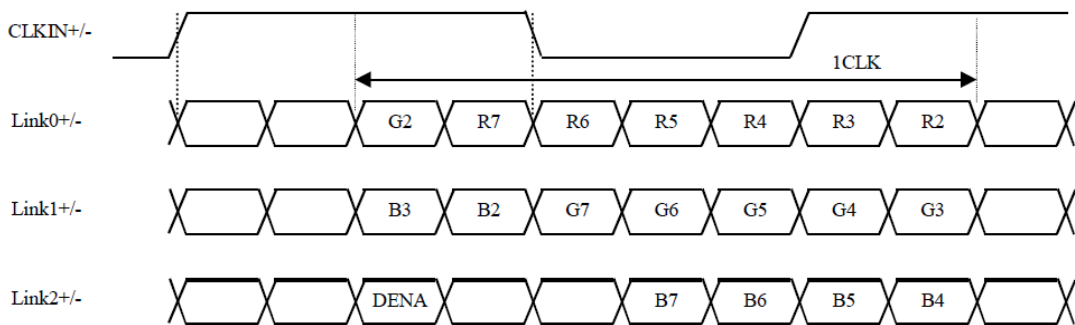 CLKIN+/-
1CLK
Link0+/- G2 R7 R6 R5 R4 R3 R2
Link1+/- B3 B2 G7 G6 G5 G4 G3
Link2+/- DENA B7 B6 B5 B4